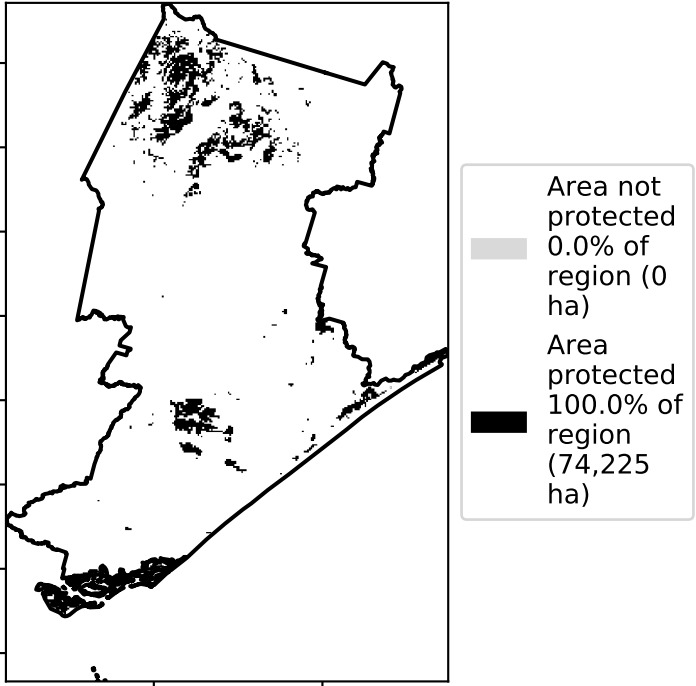 Area not
protected
0.0% of
region (0
ha)
Area
protected
100.0% of
region
(74,225
ha)